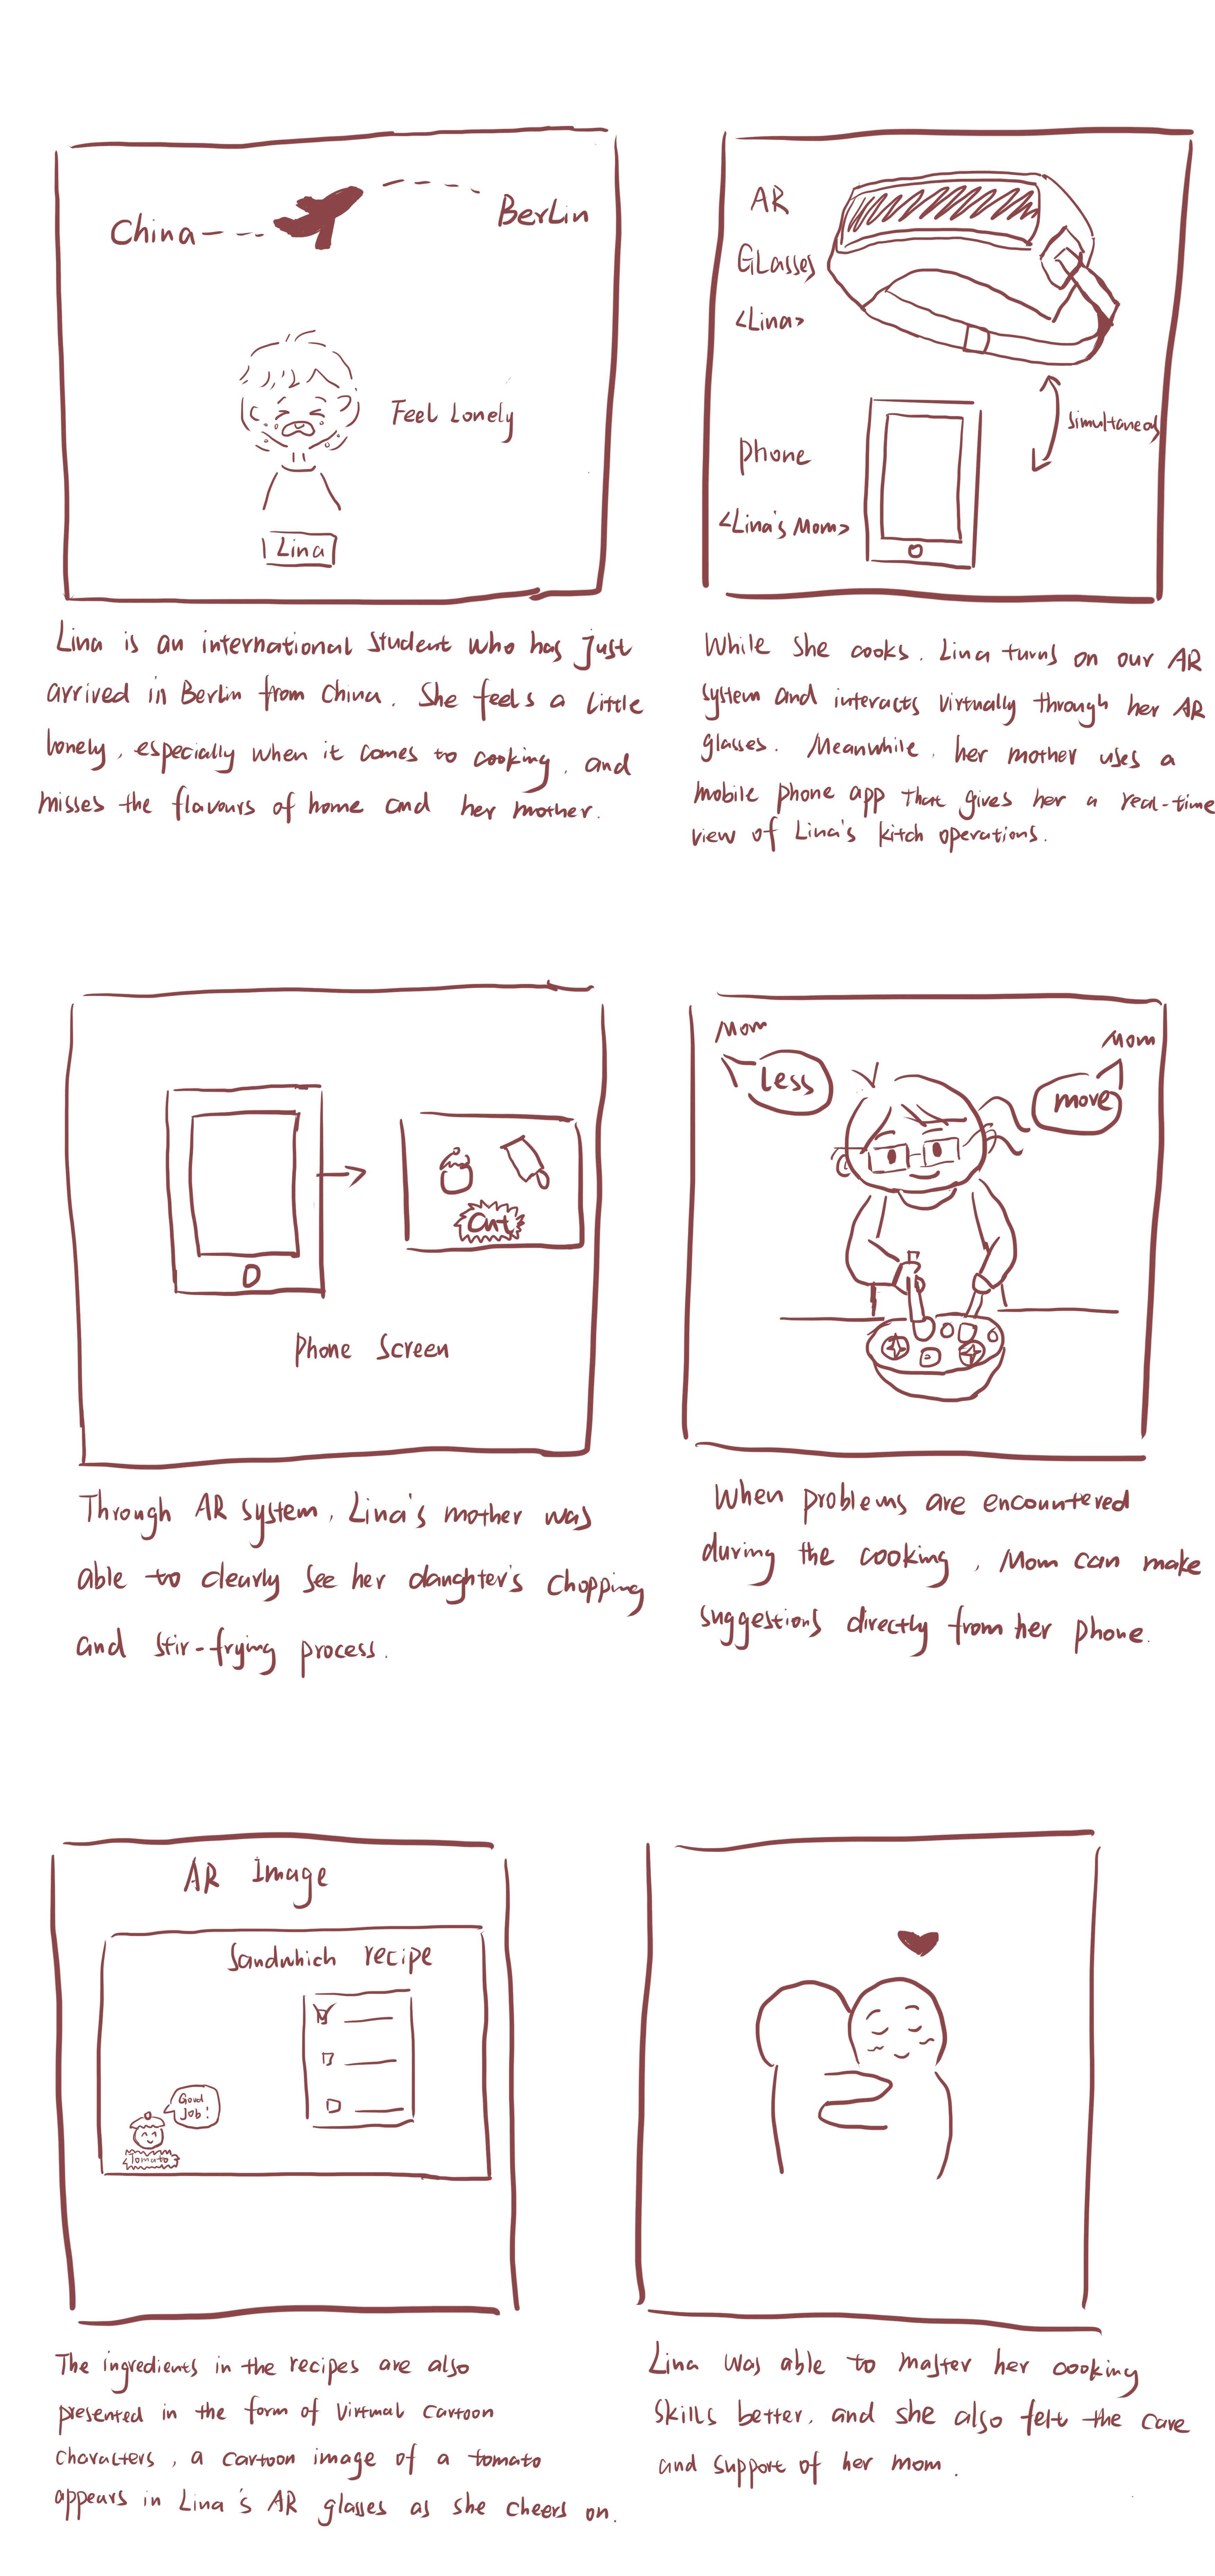 China
Berlin
Feel Lonely
Lina
Lina is an international student who has just
arrived in Berlin from China. She feels a little
lonely, especially when it comes to cooking, and
misses the flavours of home and her mother.
AR
Glasses
<Lina>
simultaneous
phone
<Lina's Mom>
While she cooks. Lina turns on our AR
system and interacts virtually through her AR
glasses. Meanwhile, her mother uses a
mobile phone app that gives her a real-time
view of Lina's kitch operations.
Cut
Phone Screen
Through AR system, Lina's mother was
able to clearly see her daughter's chopping
and stir-frying process.
Mom
Less
Mom
move
When problems are encountered
during the cooking, Mom can make
suggestions directly from her phone.
AR Image
Sandwhich recipe
Good
Job!
Tomato
The ingredients in the recipes are also
presented in the form of virtual cartoon
characters, a cartoon image of a tomato
appears in Lina's AR glasses as she cheers on.
Lina was able to master her cooking
skills better, and she also felt the care
and support of her mom.